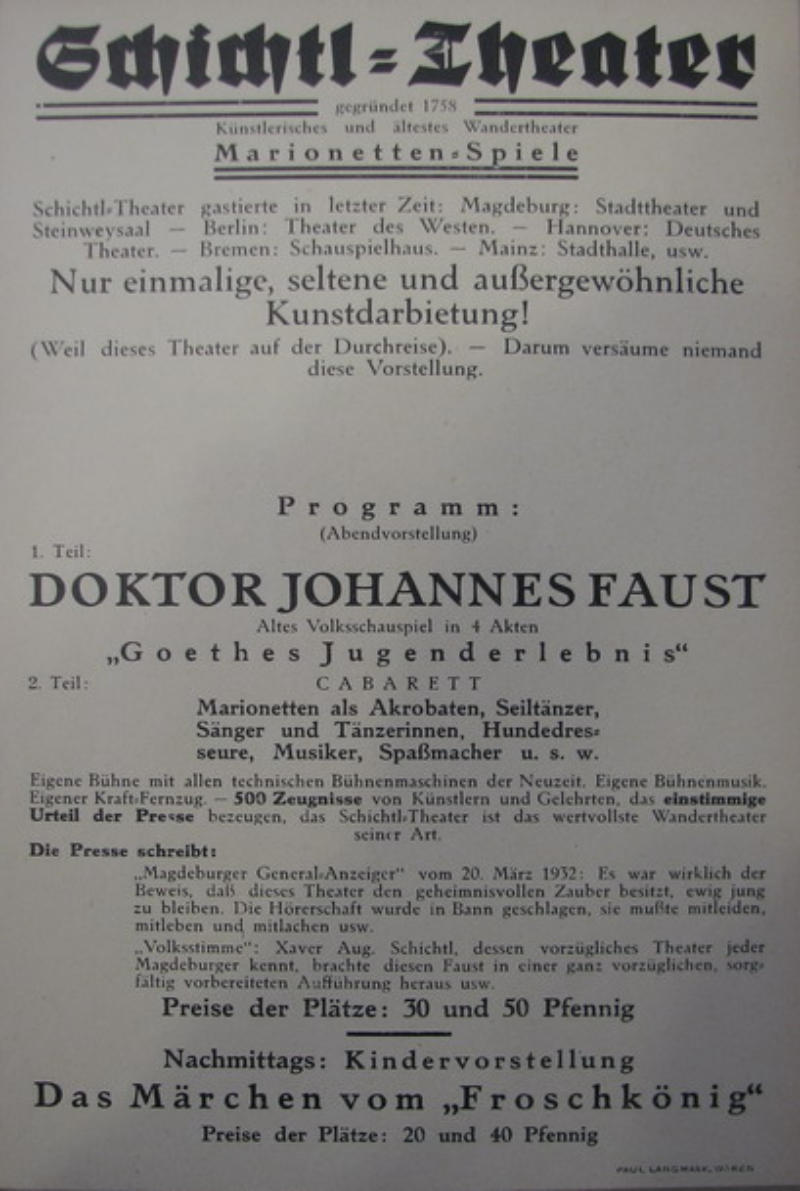 Schichtl=Theater
gegründet 1758
Künstlerisches und ältestes Wandertheater
Marionetten=Spiele
Schichtl=Theater gastierte in letzter Zeit: Magdeburg: Stadttheater und
Steinweysaal — Berlin: Theater des Westen. — Hannover: Deutsches
Theater. — Bremen: Schauspielhaus. — Mainz: Stadthalle, usw.
Nur einmalige, seltene und außergewöhnliche
Kunstdarbietung!
(Weil dieses Theater auf der Durchreise). — Darum versäume niemand
diese Vorstellung.
Programm:
(Abendvorstellung)
1. Teil:
DOKTOR JOHANNES FAUST
Altes Volksschauspiel in 4 Akten
„Goethes Jugenderlebnis“
2. Teil: CABARETT
Marionetten als Akrobaten, Seiltänzer,
Sänger und Tänzerinnen, Hundedres=
seure, Musiker, Spaßmacher u. s. w.
Eigene Bühne mit allen technischen Bühnenmaschinen der Neuzeit. Eigene Bühnenmusik.
Eigener Kraft=Fernzug. — 500 Zeugnisse von Künstlern und Gelehrten, das einstimmige
Urteil der Presse bezeugen, das Schichtl=Theater ist das wertvollste Wandertheater
seiner Art.
Die Presse schreibt:
„Magdeburger General=Anzeiger“ vom 20. März 1932: Es war wirklich der
Beweis, daß dieses Theater den geheimnisvollen Zauber besitzt, ewig jung
zu bleiben. Die Hörerschaft wurde in Bann geschlagen, sie mußte mitleiden,
mitleben und mitlachen usw.
„Volksstimme“: Xaver Aug. Schichtl, dessen vorzügliches Theater jeder
Magdeburger kennt, brachte diesen Faust in einer ganz vorzüglichen, sorg=
fältig vorbereiteten Aufführung heraus usw.
Preise der Plätze: 30 und 50 Pfennig
Nachmittags: Kindervorstellung
Das Märchen vom „Froschkönig“
Preise der Plätze: 20 und 40 Pfennig
PAUL LANGMAAK, WAREN